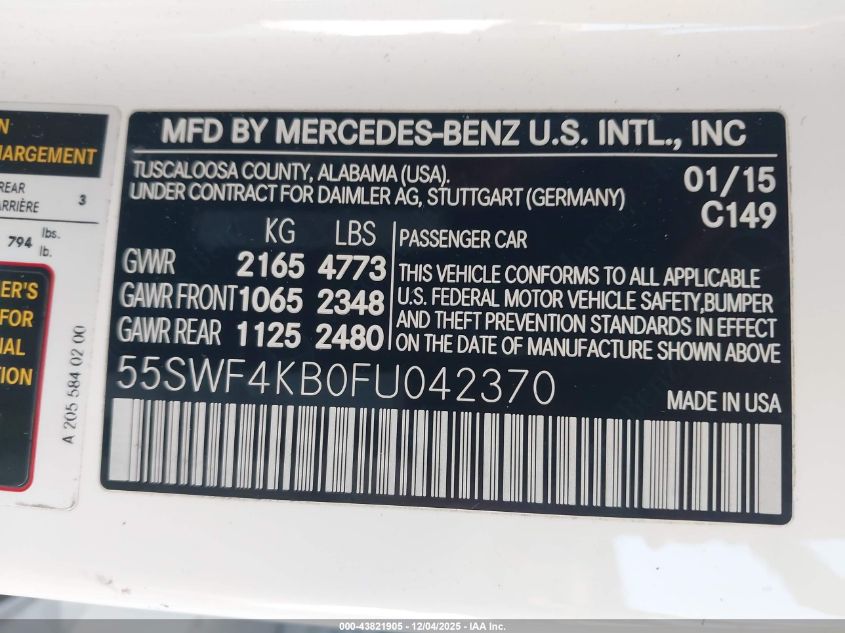 N
HARGEMENT
REAR
ARRIÈRE 3
794 lbs.
lb.
ER'S
FOR
IAL
TION
A 205 584 02 00
MFD BY MERCEDES-BENZ U.S. INTL., INC
TUSCALOOSA COUNTY, ALABAMA (USA).
UNDER CONTRACT FOR DAIMLER AG, STUTTGART (GERMANY)
01/15
C149
KG LBS
GVWR 2165 4773
GAWR FRONT 1065 2348
GAWR REAR 1125 2480
PASSENGER CAR
THIS VEHICLE CONFORMS TO ALL APPLICABLE
U.S. FEDERAL MOTOR VEHICLE SAFETY,BUMPER
AND THEFT PREVENTION STANDARDS IN EFFECT
ON THE DATE OF MANUFACTURE SHOWN ABOVE
55SWF4KB0FU042370
MADE IN USA
000-43821905 - 12/04/2025 - IAA Inc.